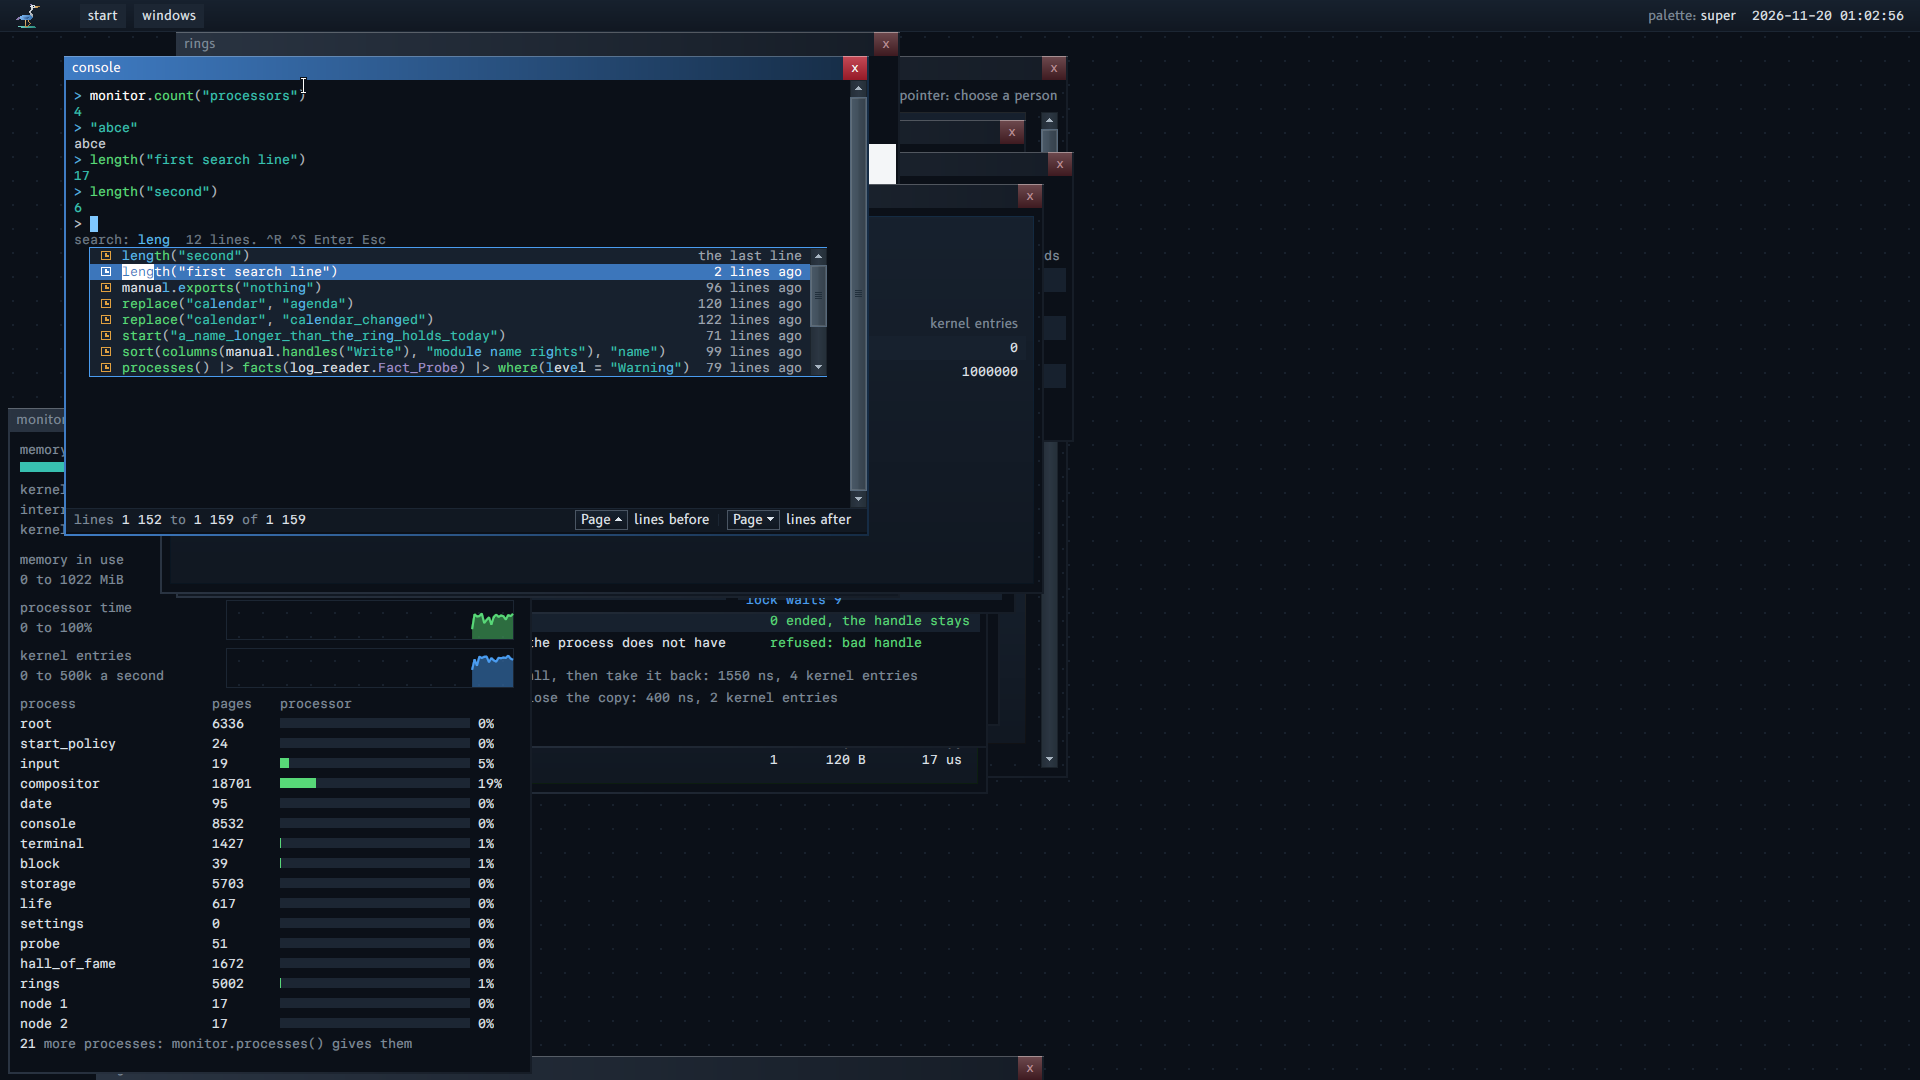 start windows palette: super 2026-11-20 01:02:56
rings x
console x
> monitor.count("processors")
4
> "abce"
abce
> length("first search line")
17
> length("second")
6
>
search: leng 12 lines. ^R ^S Enter Esc
length("second") the last line
length("first search line") 2 lines ago
manual.exports("nothing") 96 lines ago
replace("calendar", "agenda") 120 lines ago
replace("calendar", "calendar_changed") 122 lines ago
start("a_name_longer_than_the_ring_holds_today") 71 lines ago
sort(columns(manual.handles("Write"), "module name rights"), "name") 99 lines ago
processes() |> facts(log_reader.Fact_Probe) |> where(level = "Warning") 79 lines ago
lines 1 152 to 1 159 of 1 159 Page lines before Page lines after
x
pointer: choose a person
x
x
x
ds
kernel entries
0
1000000
monitor
memory
kernel
inter
kernel
memory in use
0 to 1022 MiB
processor time
0 to 100%
kernel entries
0 to 500k a second
process pages processor
root 6336 0%
start_policy 24 0%
input 19 5%
compositor 18701 19%
date 95 0%
console 8532 0%
terminal 1427 1%
block 39 1%
storage 5703 0%
life 617 0%
settings 0 0%
probe 51 0%
hall_of_fame 1672 0%
rings 5002 1%
node 1 17 0%
node 2 17 0%
21 more processes: monitor.processes() gives them
lock waits 9
0 ended, the handle stays
the process does not have refused: bad handle
all, then take it back: 1550 ns, 4 kernel entries
lose the copy: 400 ns, 2 kernel entries
1 120 B 17 us
x